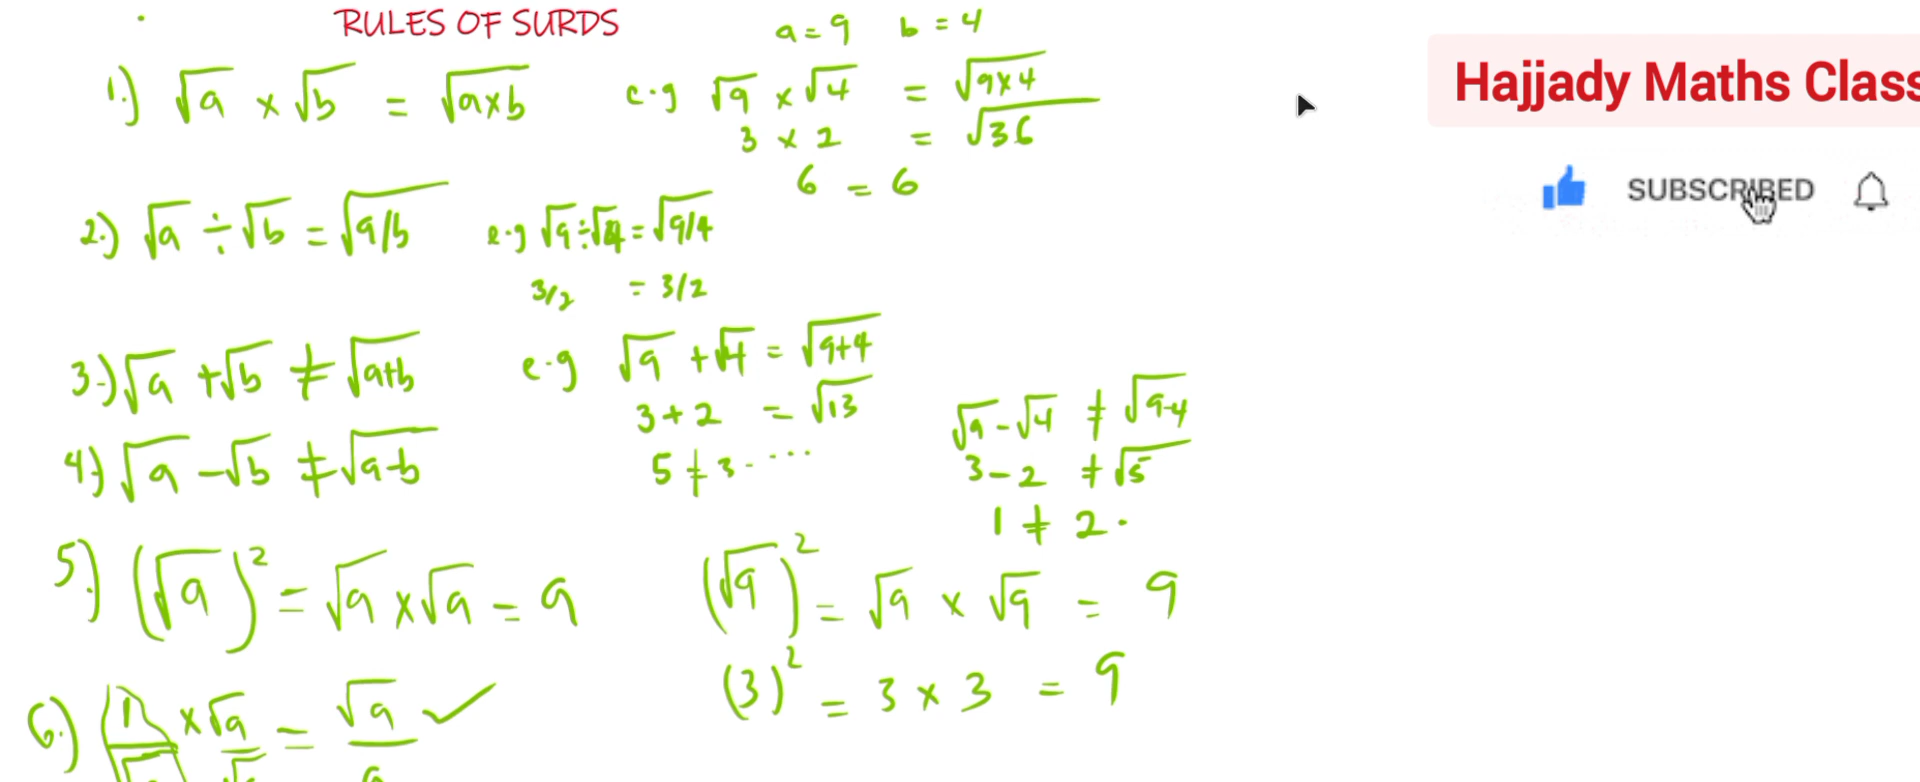 RULES OF SURDS
a = 9 b = 4
1.) √a × √b = √a×b e.g √9 × √4 = √9×4
3 × 2 = √36
6 = 6
2.) √a ÷ √b = √a/b e.g √9 ÷ √4 = √9/4
3/2 = 3/2
3.) √a + √b ≠ √a+b e.g √9 + √4 = √9+4
3 + 2 = √13
5 ≠ 3 . ...
4.) √a - √b ≠ √a-b
√9 - √4 ≠ √9-4
3 - 2 ≠ √5
1 ≠ 2 .
5.) (√a)² = √a × √a = a (√9)² = √9 × √9 = 9
(3)² = 3 × 3 = 9
6.) 1 × √a = √a ✓
Hajjady Maths Class
SUBSCRIBED